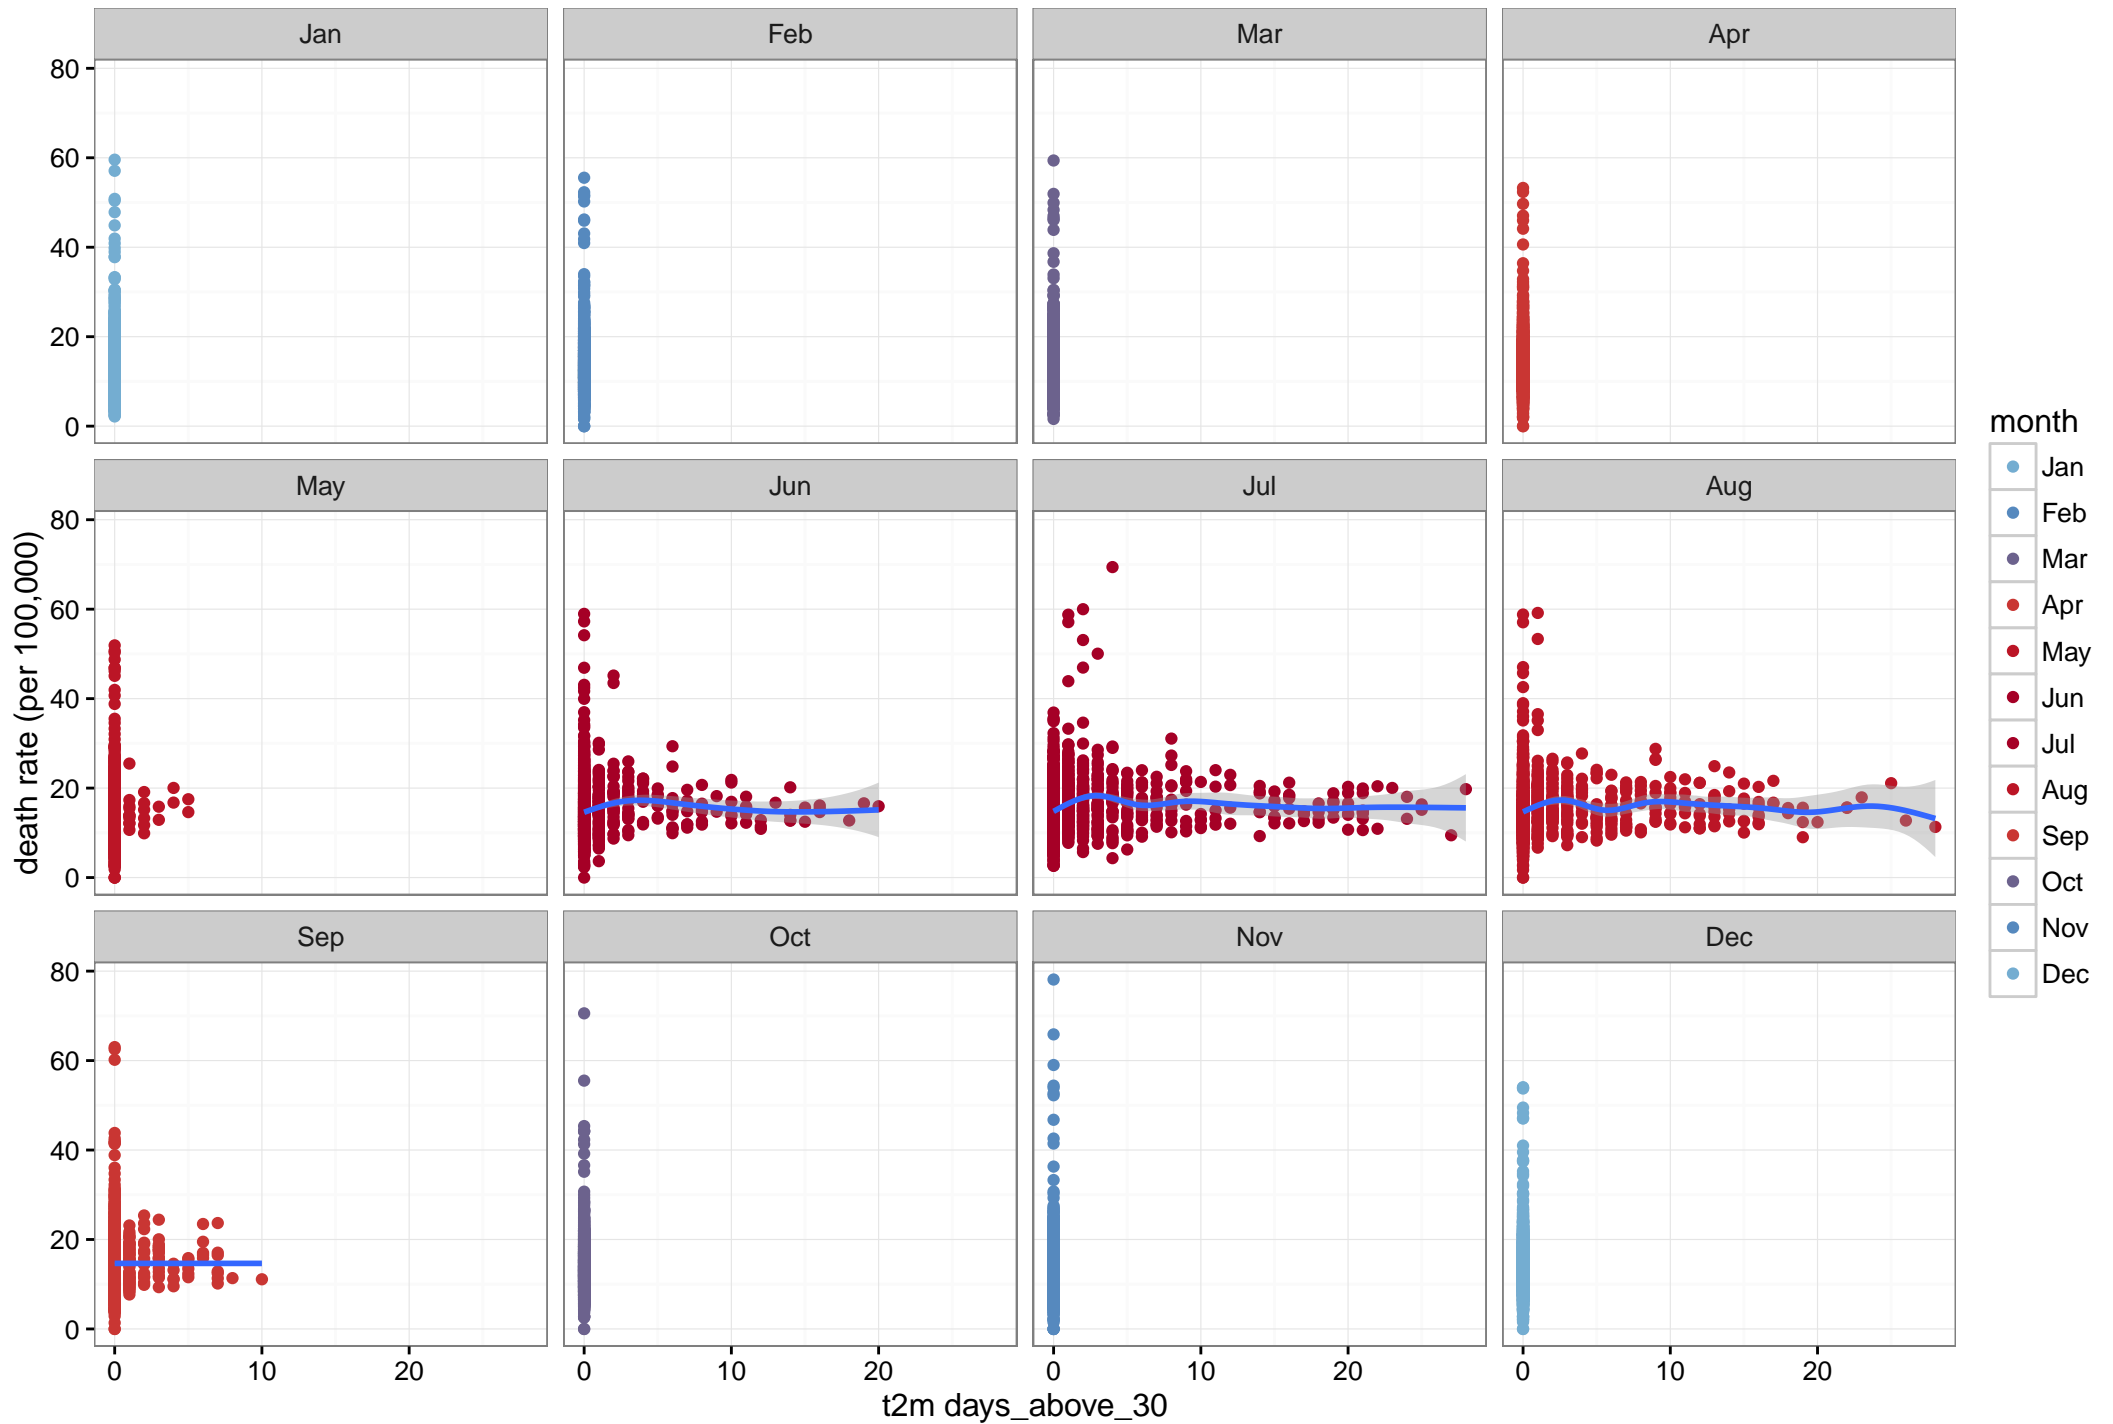 Jan Feb Mar Apr
80
60
40
20
0
May Jun Jul Aug
80
60
40
20
0
Sep Oct Nov Dec
80
60
40
20
0
0 10 20 0 10 20 0 10 20 0 10 20
t2m days_above_30
death rate (per 100,000)
month
Jan
Feb
Mar
Apr
May
Jun
Jul
Aug
Sep
Oct
Nov
Dec